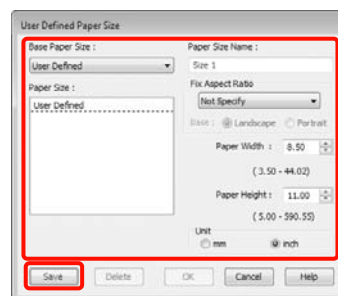 User Defined Paper Size
Base Paper Size :
User Defined
Paper Size :
User Defined
Paper Size Name :
Size 1
Fix Aspect Ratio
Not Specify
Base : Landscape Portrait
Paper Width : 8.50
( 3.50 - 44.02)
Paper Height : 11.00
( 5.00 - 590.55)
Unit
mm inch
Save Delete OK Cancel Help